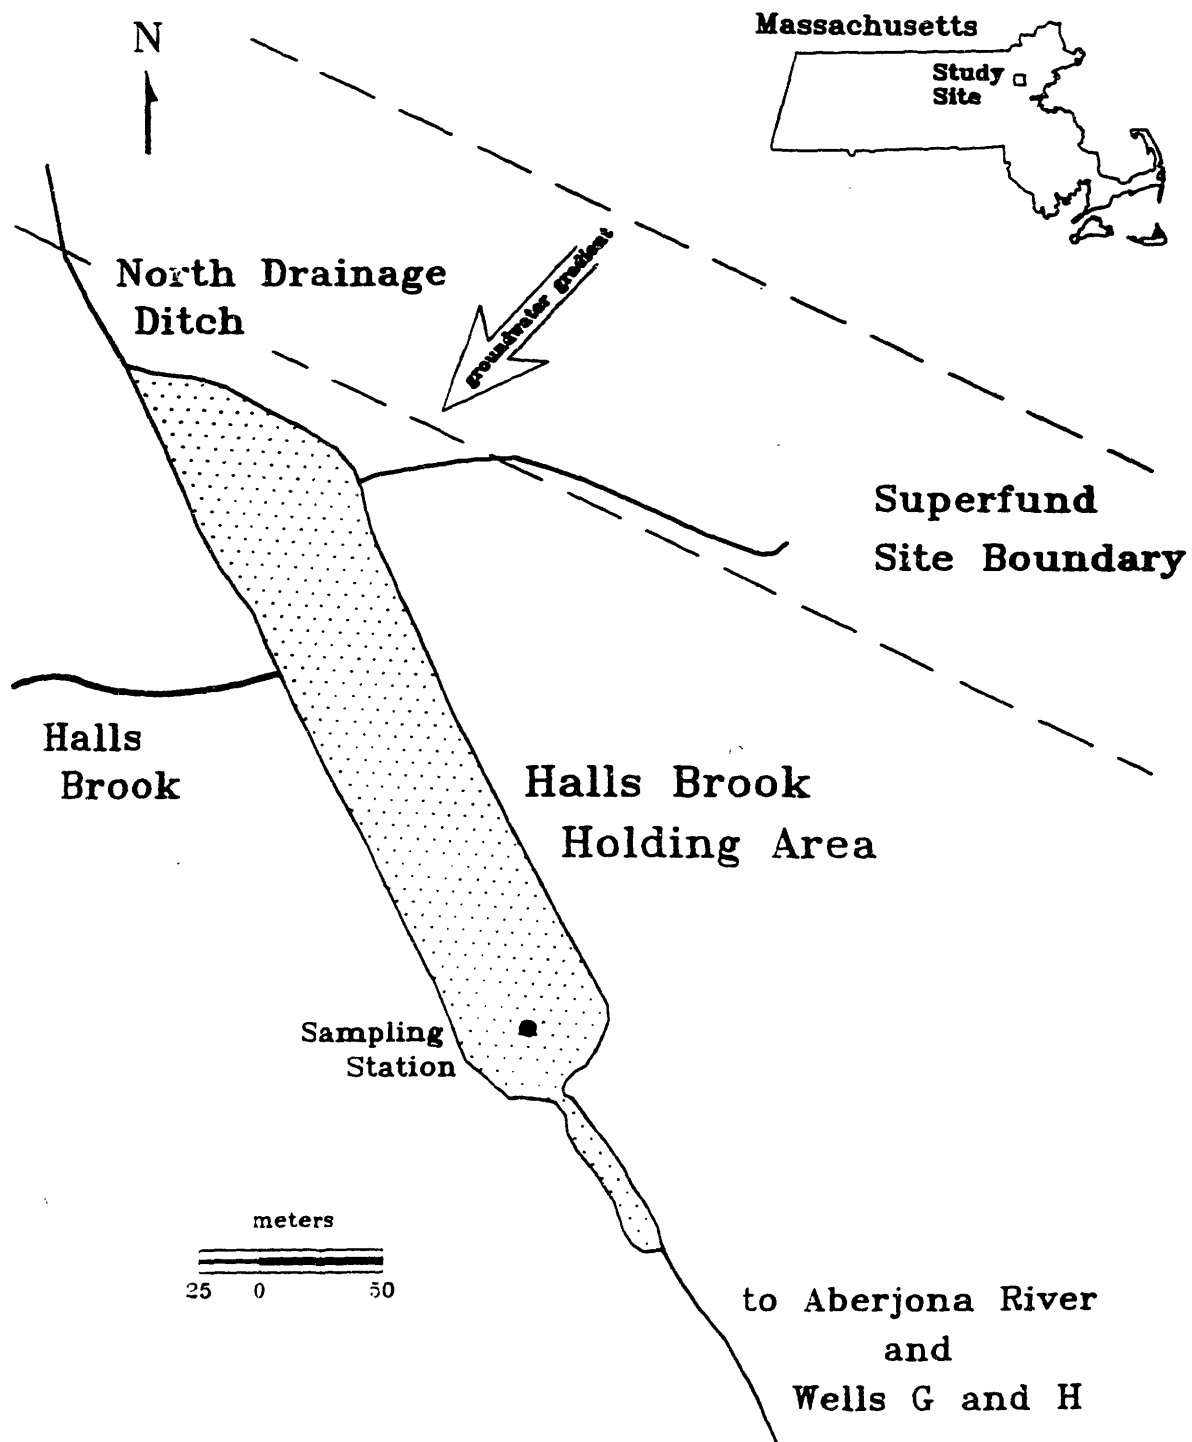 N
Massachusetts
Study
Site
groundwater gradient
North Drainage
Ditch
Superfund
Site Boundary
Halls
Brook
Halls Brook
Holding Area
Sampling
Station
meters
25 0 50
to Aberjona River
and
Wells G and H